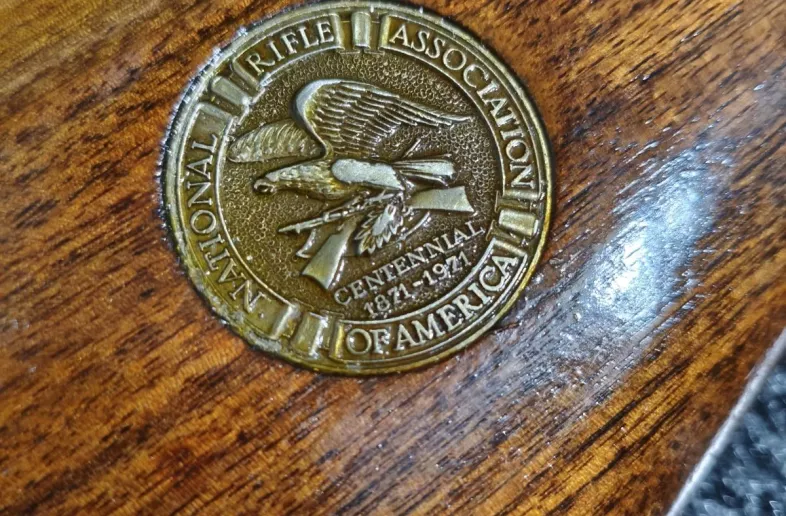 NATIONAL RIFLE ASSOCIATION
OF AMERICA
CENTENNIAL
1871-1971